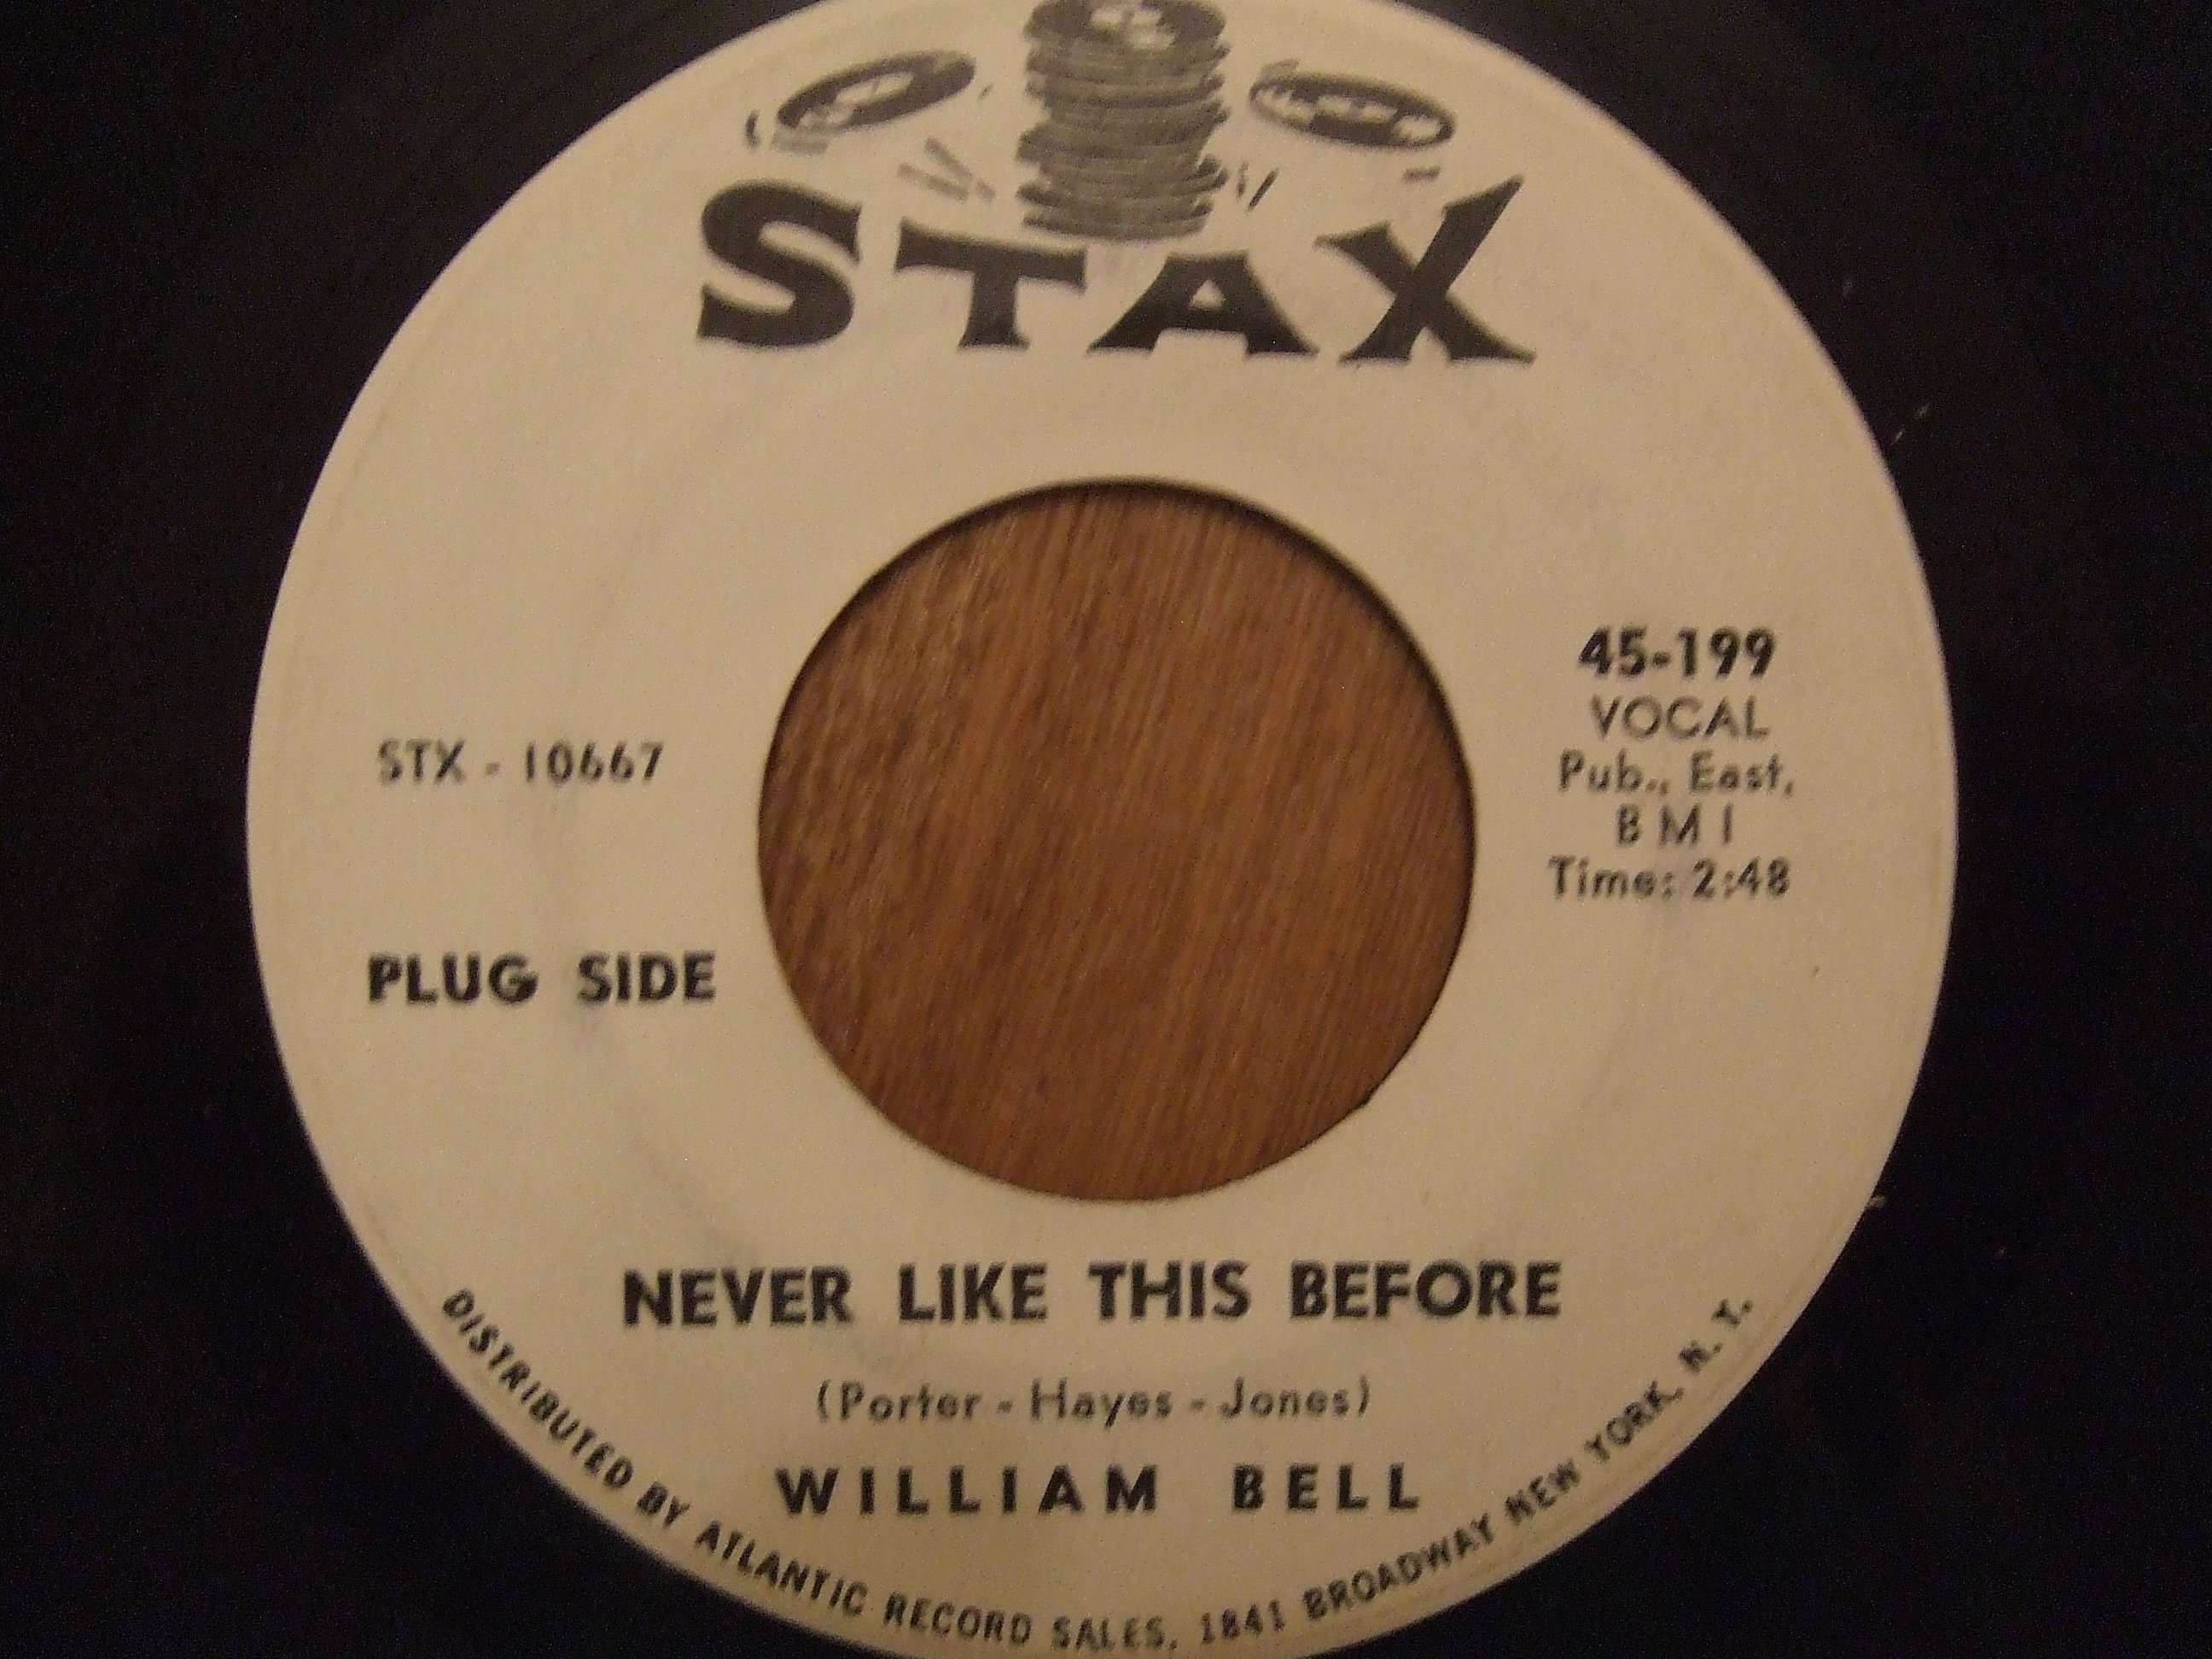 STAX
45-199
VOCAL
Pub., East,
B M I
Time: 2:48
STX - 10667
PLUG SIDE
NEVER LIKE THIS BEFORE
(Porter - Hayes - Jones)
WILLIAM BELL
DISTRIBUTED BY ATLANTIC RECORD SALES, 1841 BROADWAY NEW YORK, N. Y.